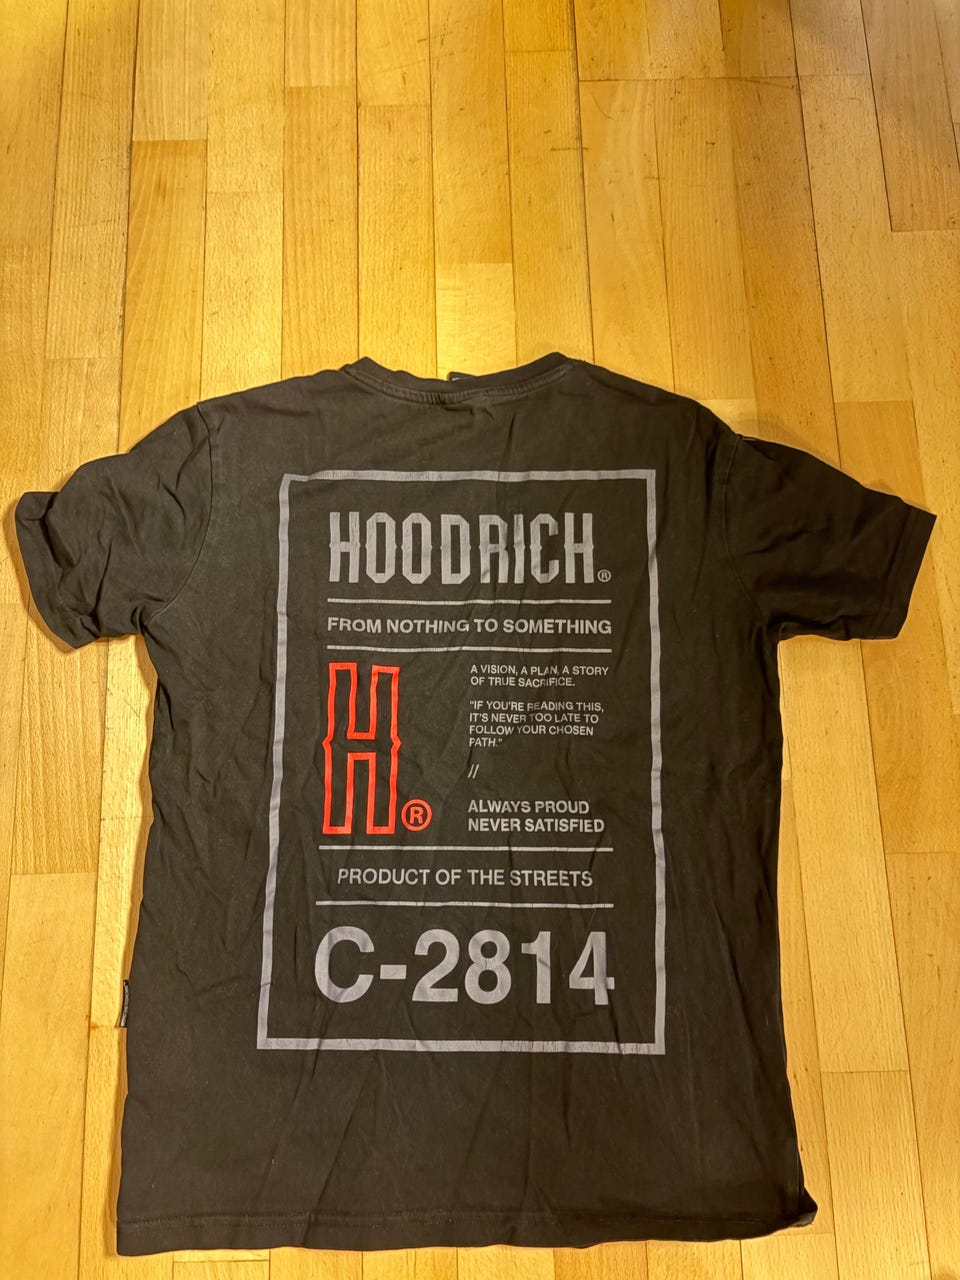 HOODRICH®
FROM NOTHING TO SOMETHING
H.®
A VISION, A PLAN. A STORY
OF TRUE SACRIFICE.
"IF YOU'RE READING THIS,
IT'S NEVER TOO LATE TO
FOLLOW YOUR CHOSEN
PATH."
//
ALWAYS PROUD
NEVER SATISFIED
PRODUCT OF THE STREETS
C-2814